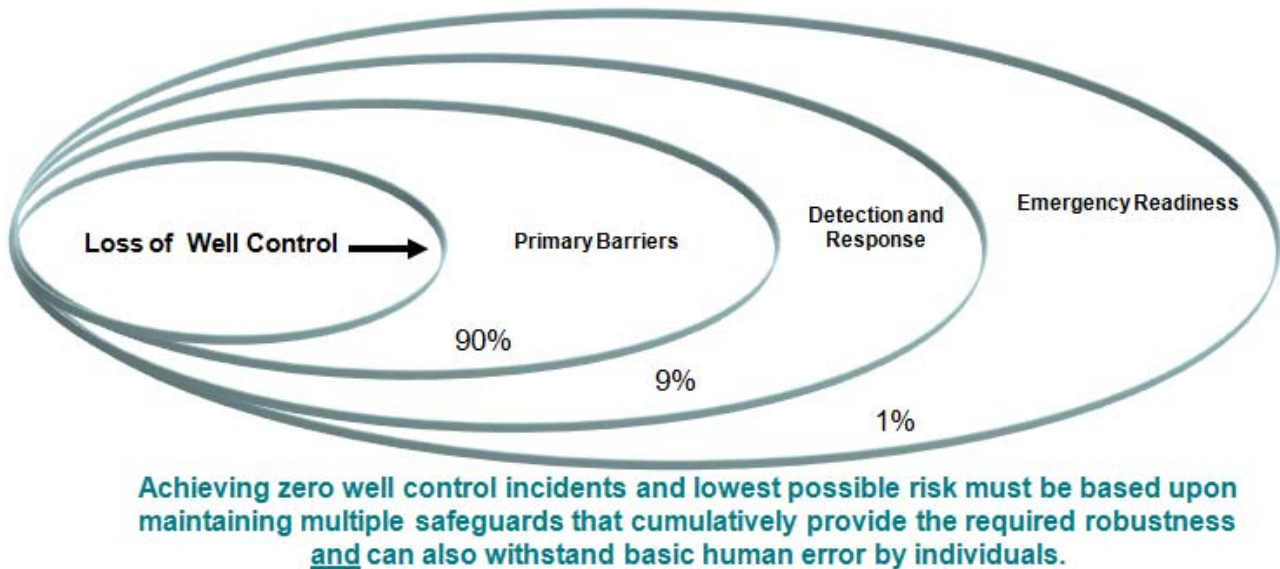 Loss of Well Control
Primary Barriers
Detection and
Response
Emergency Readiness
90%
9%
1%
Achieving zero well control incidents and lowest possible risk must be based upon
maintaining multiple safeguards that cumulatively provide the required robustness
and can also withstand basic human error by individuals.